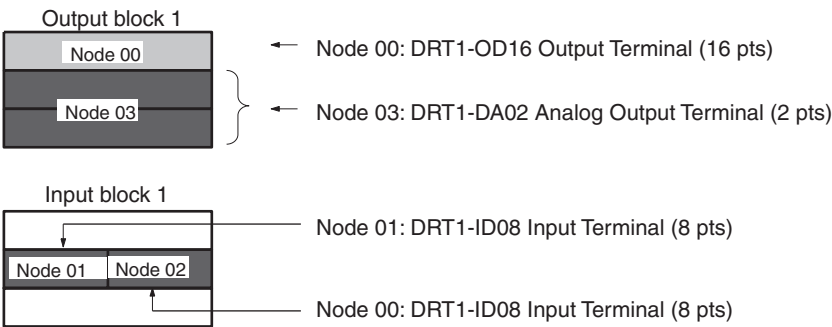 Output block 1
Node 00
Node 00: DRT1-OD16 Output Terminal (16 pts)
Node 03
Node 03: DRT1-DA02 Analog Output Terminal (2 pts)
Input block 1
Node 01: DRT1-ID08 Input Terminal (8 pts)
Node 01 Node 02
Node 00: DRT1-ID08 Input Terminal (8 pts)